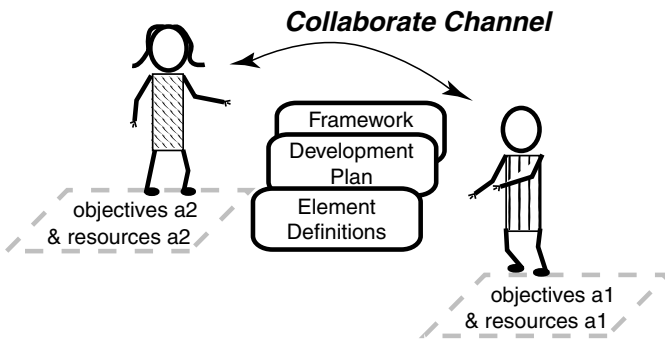 Collaborate Channel
Framework
Development
Plan
Element
Definitions
objectives a2
& resources a2
objectives a1
& resources a1